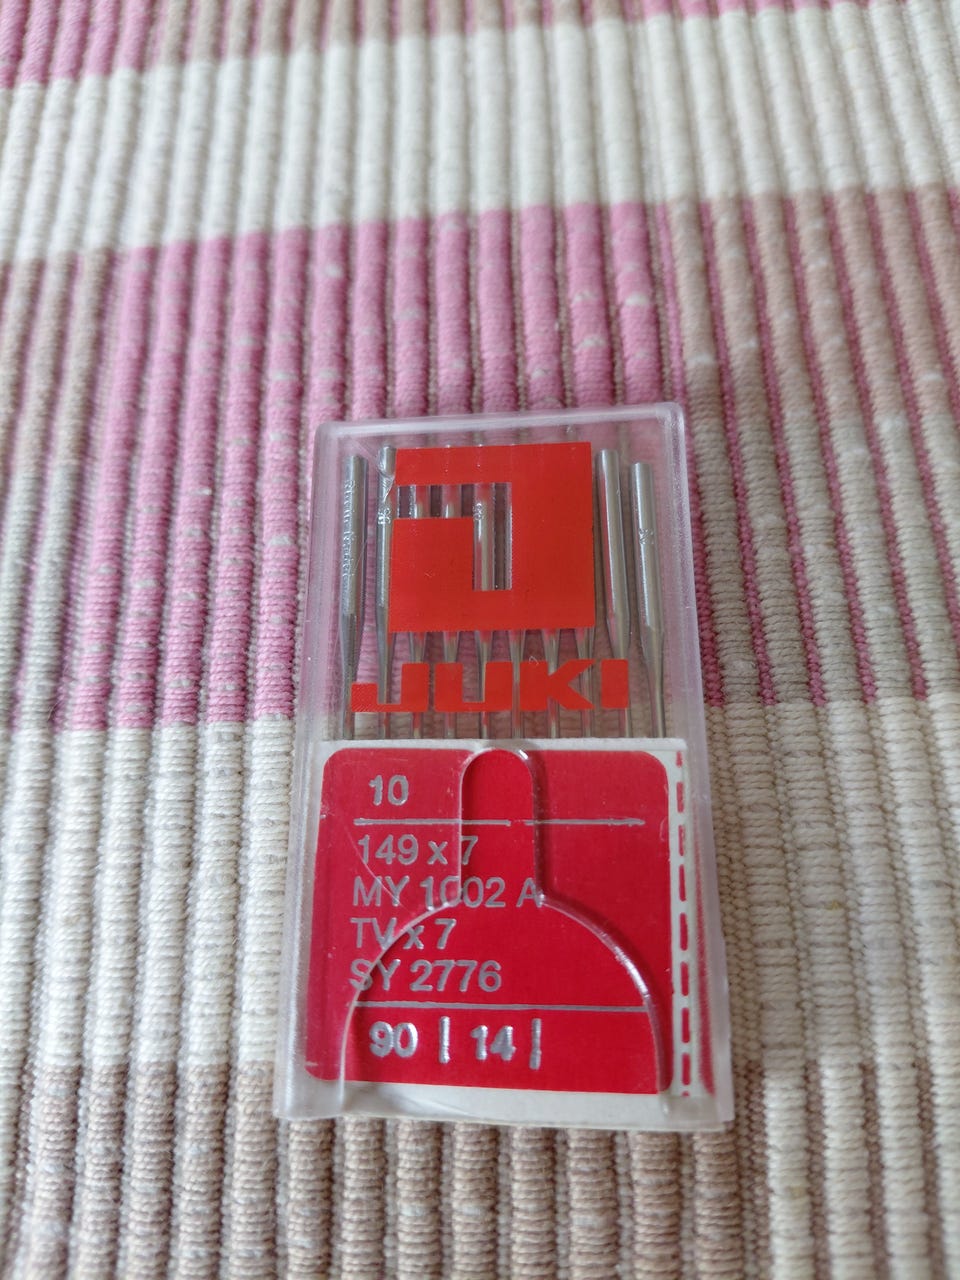 JUKI
10
149 x 7
MY 1002 A
TV x 7
SY 2776
90 | 14 |